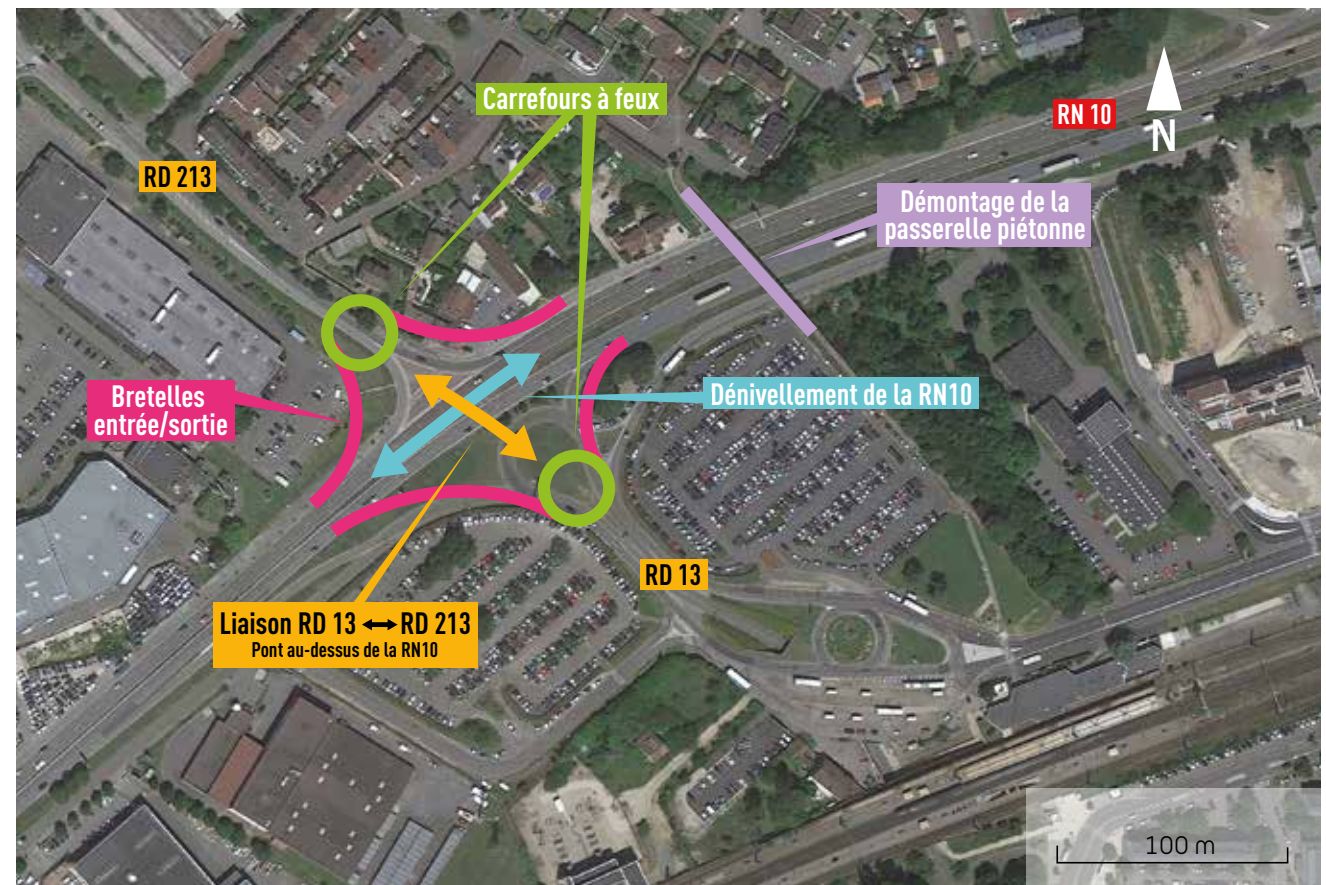 Carrefours à feux
RN 10
N
RD 213
Démontage de la
passerelle piétonne
Bretelles
entrée/sortie
Dénivellement de la RN10
RD 13
Liaison RD 13 ↔ RD 213
Pont au-dessus de la RN10
100 m